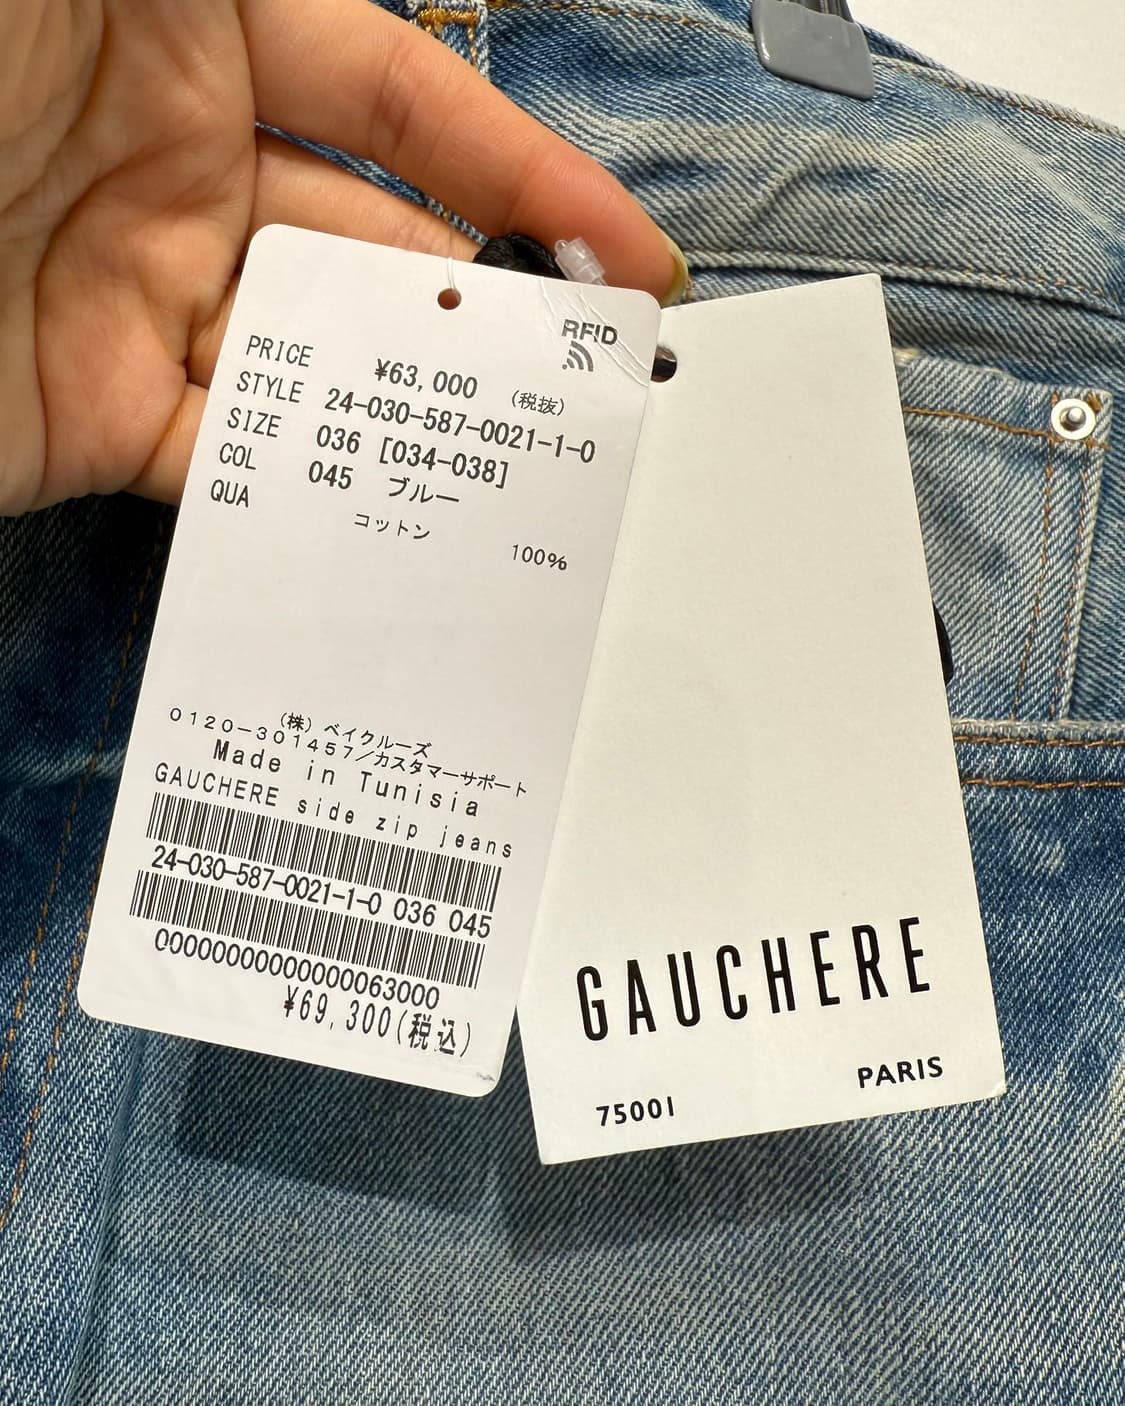 RFID
PRICE ¥63,000 (税抜)
STYLE 24-030-587-0021-1-0
SIZE 036 [034-038]
COL 045 ブルー
QUA コットン 100%
(株) ベイクルーズ
0120-301457/カスタマーサポート
Made in Tunisia
GAUCHERE side zip jeans
24-030-587-0021-1-0 036 045
0000000000000063000
¥69,300(税込)
GAUCHERE
PARIS
75001